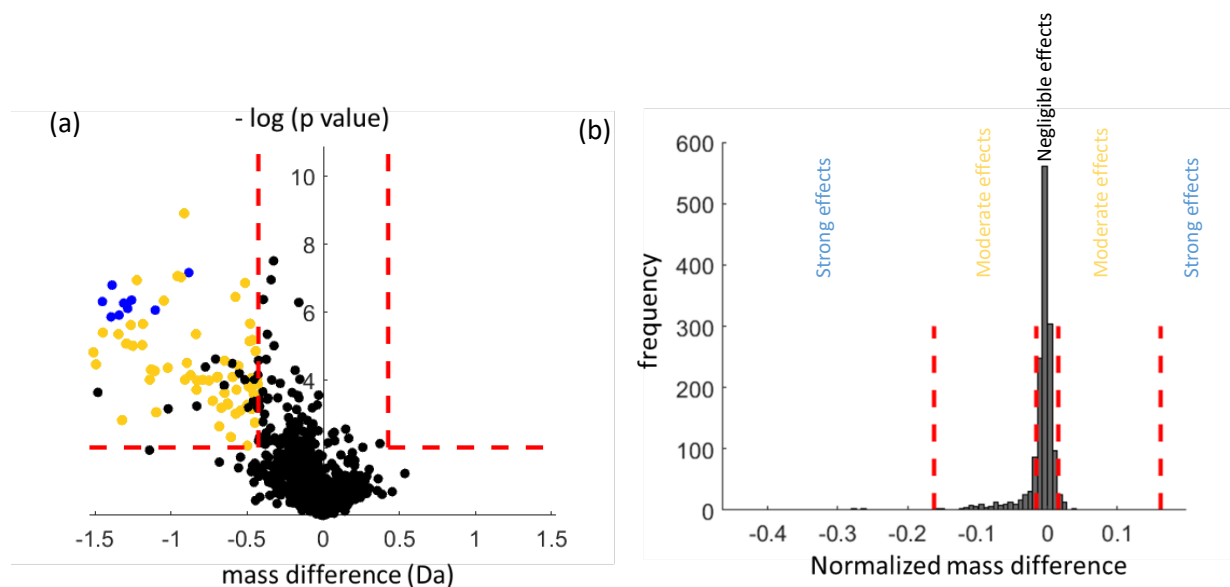 (a)
- log (p value)
10
8
6
4
-1.5 -1 -0.5 0 0.5 1 1.5
mass difference (Da)
(b)
Strong effects
Moderate effects
Negligible effects
Moderate effects
Strong effects
frequency
600
500
400
300
200
100
0
-0.4 -0.3 -0.2 -0.1 0 0.1
Normalized mass difference